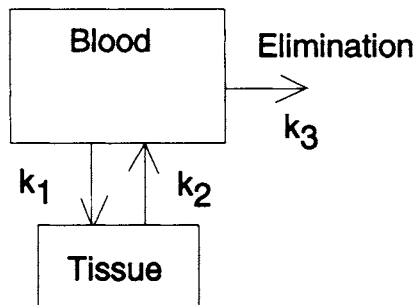 Blood
Elimination
k3
k1
k2
Tissue